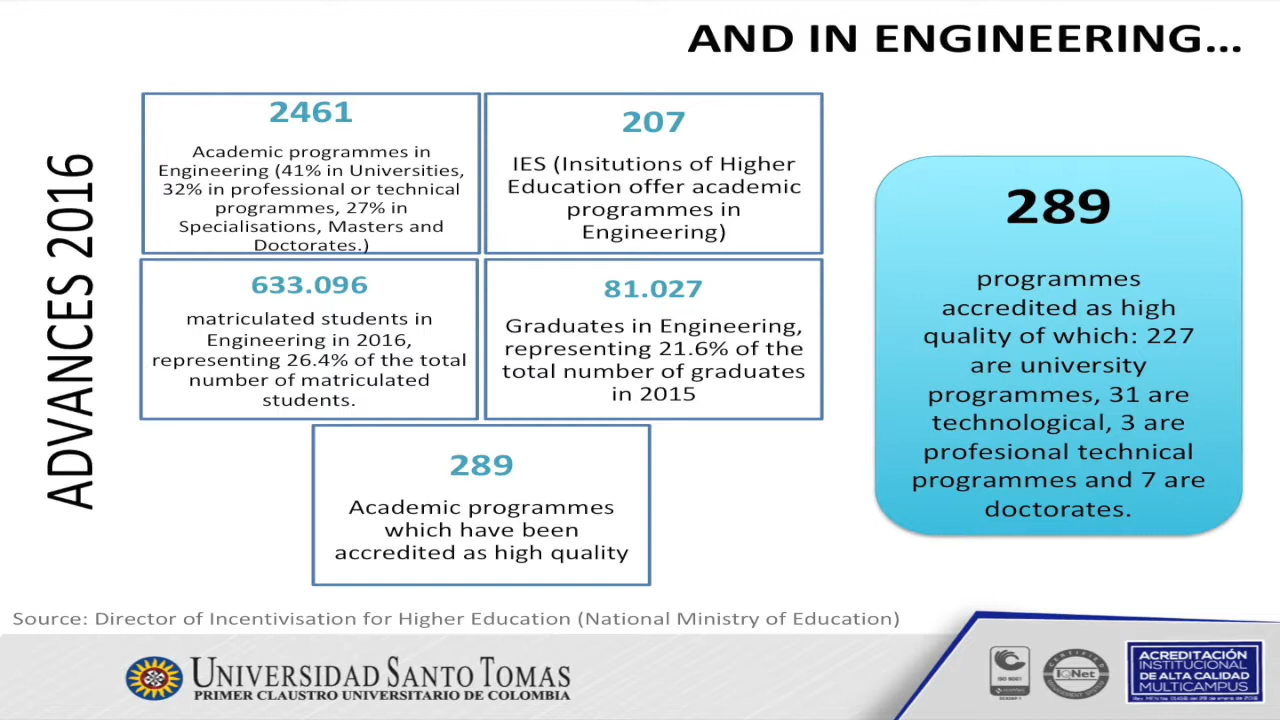 AND IN ENGINEERING...
ADVANCES 2016
2461
Academic programmes in
Engineering (41% in Universities,
32% in professional or technical
programmes, 27% in
Specialisations, Masters and
Doctorates.)
207
IES (Insitutions of Higher
Education offer academic
programmes in
Engineering)
633.096
matriculated students in
Engineering in 2016,
representing 26.4% of the total
number of matriculated
students.
81.027
Graduates in Engineering,
representing 21.6% of the
total number of graduates
in 2015
289
Academic programmes
which have been
accredited as high quality
289
programmes
accredited as high
quality of which: 227
are university
programmes, 31 are
technological, 3 are
profesional technical
programmes and 7 are
doctorates.
Source: Director of Incentivisation for Higher Education (National Ministry of Education)
UNIVERSIDAD SANTO TOMAS
PRIMER CLAUSTRO UNIVERSITARIO DE COLOMBIA
ISO 9001
CERTIFIED
IQNet
MANAGEMENT SYSTEM
ACREDITACIÓN
INSTITUCIONAL
DE ALTA CALIDAD
MULTICAMPUS